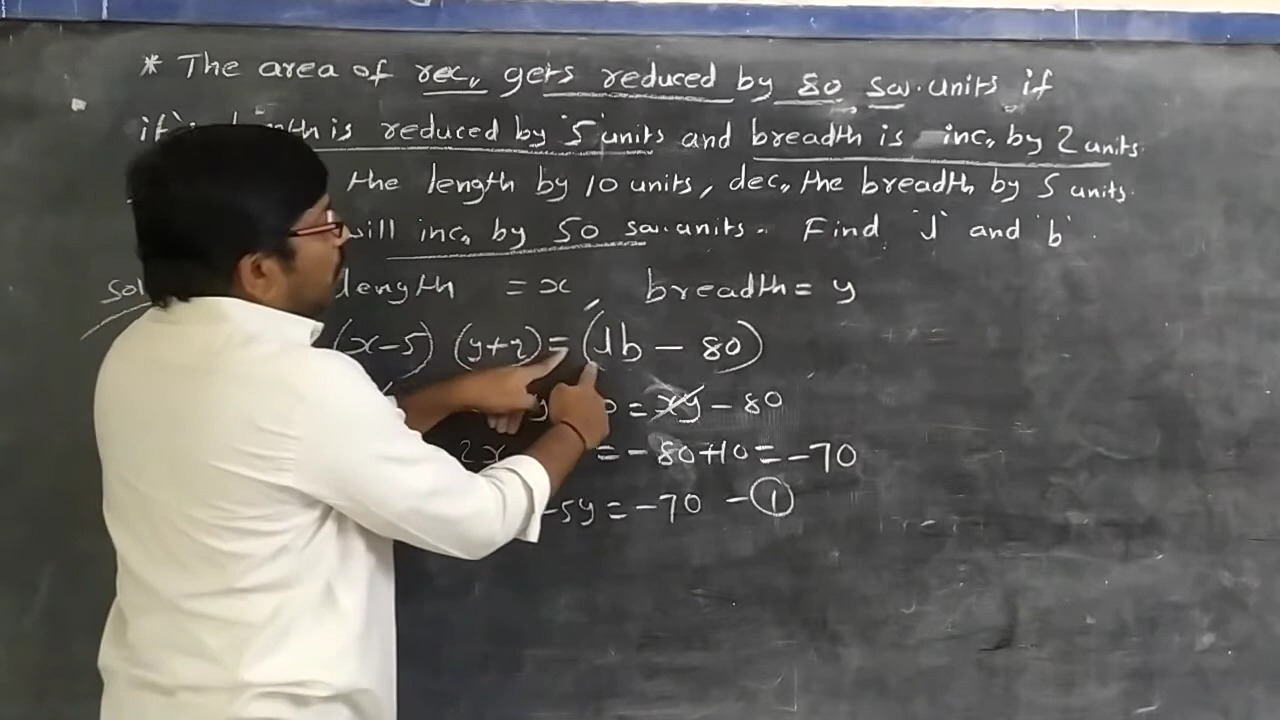 * The area of rec,, gets reduced by 80 sq.units if
is reduced by 5 units and breadth is inc,, by 2 units.
the length by 10 units, dec,, the breadth by 5 units.
will inc,, by 50 sq.units. Find 'l' and 'b'.
Sol length = x, breadth = y
(x-5) (y+2) = (lb - 80)
y = xy - 80
2x = -80+10 = -70
-5y = -70 - ①